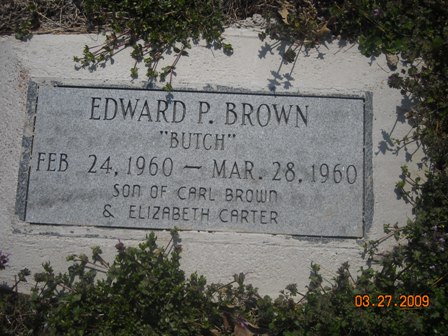 EDWARD P. BROWN
"BUTCH"
FEB 24, 1960 — MAR. 28, 1960
SON OF CARL BROWN
& ELIZABETH CARTER
03.27.2009